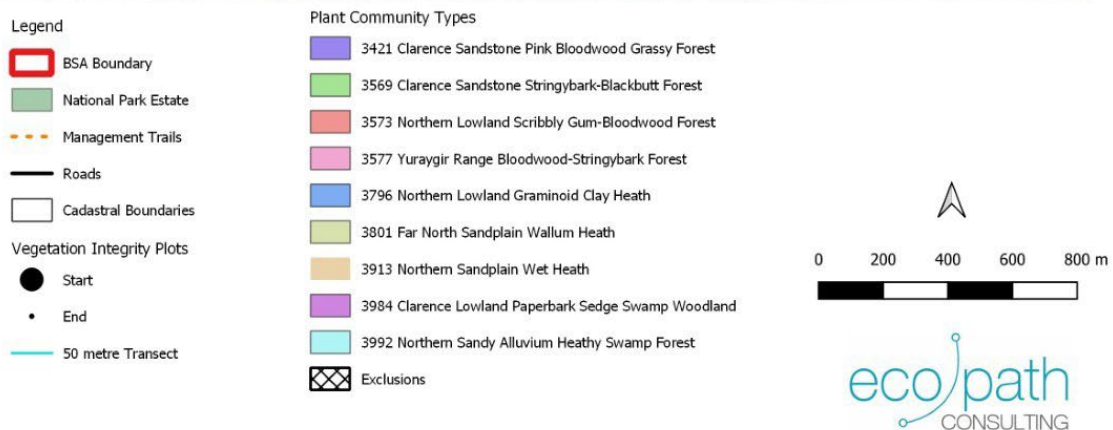 Legend
BSA Boundary
National Park Estate
Management Trails
Roads
Cadastral Boundaries
Vegetation Integrity Plots
Start
End
50 metre Transect
Plant Community Types
3421 Clarence Sandstone Pink Bloodwood Grassy Forest
3569 Clarence Sandstone Stringybark-Blackbutt Forest
3573 Northern Lowland Scribbly Gum-Bloodwood Forest
3577 Yuraygir Range Bloodwood-Stringybark Forest
3796 Northern Lowland Graminoid Clay Heath
3801 Far North Sandplain Wallum Heath
3913 Northern Sandplain Wet Heath
3984 Clarence Lowland Paperbark Sedge Swamp Woodland
3992 Northern Sandy Alluvium Heathy Swamp Forest
Exclusions
0 200 400 600 800 m
eco path
CONSULTING